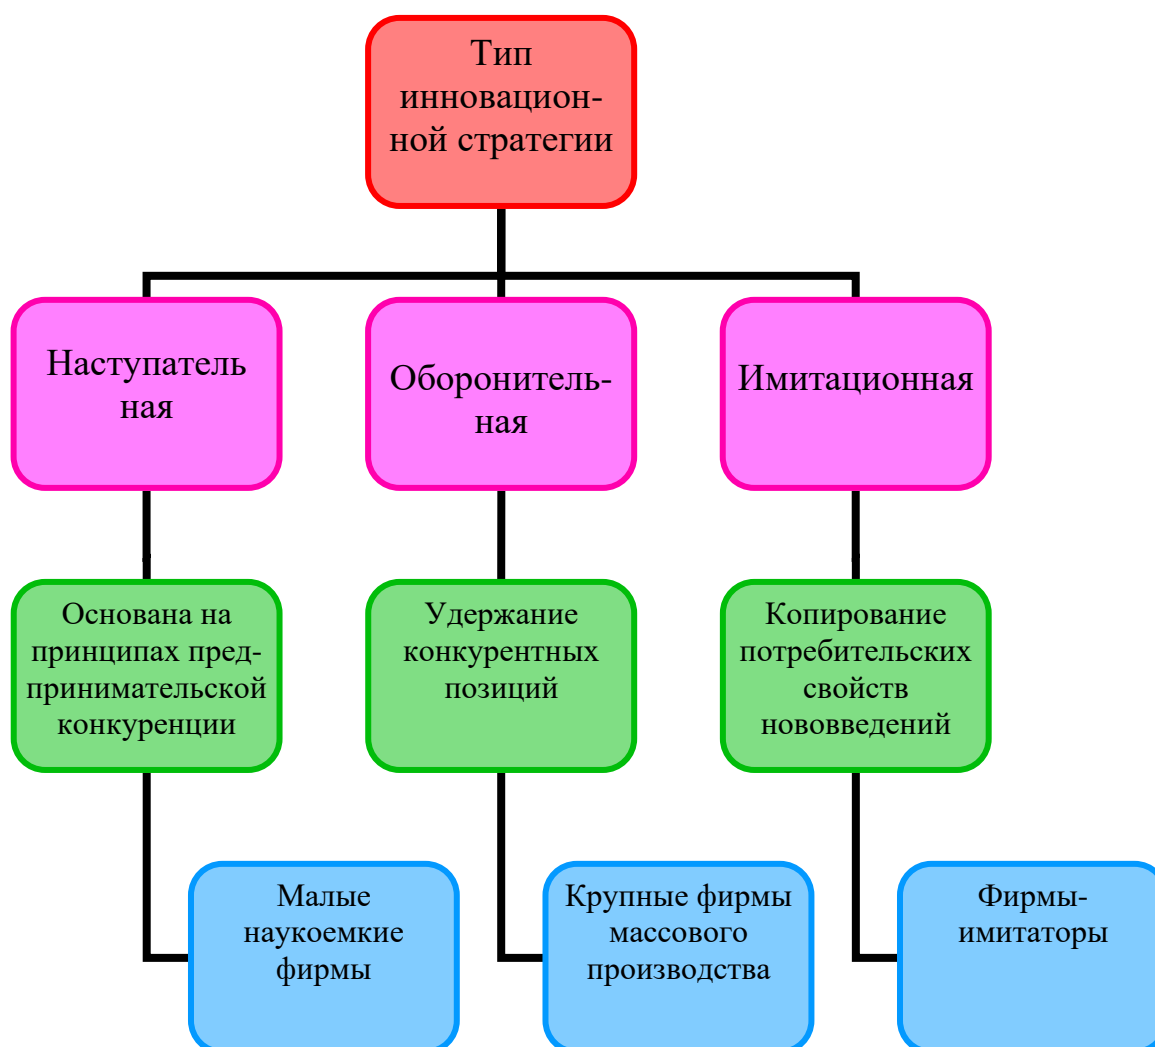 Тип
инновацион-
ной стратегии
Наступатель
ная
Оборонитель-
ная
Имитационная
Основана на
принципах пред-
принимательской
конкуренции
Удержание
конкурентных
позиций
Копирование
потребительских
свойств
нововведений
Малые
наукоемкие
фирмы
Крупные фирмы
массового
производства
Фирмы-
имитаторы